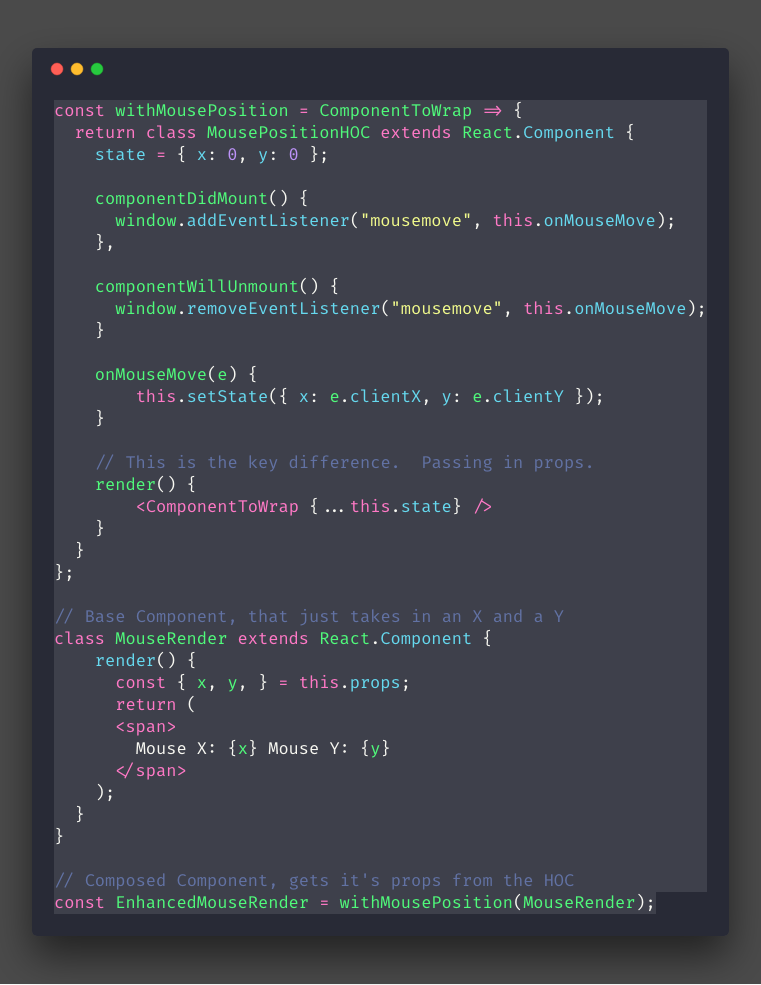 const withMousePosition = ComponentToWrap => {
  return class MousePositionHOC extends React.Component {
    state = { x: 0, y: 0 };

    componentDidMount() {
      window.addEventListener("mousemove", this.onMouseMove);
    },

    componentWillUnmount() {
      window.removeEventListener("mousemove", this.onMouseMove);
    }

    onMouseMove(e) {
        this.setState({ x: e.clientX, y: e.clientY });
    }

    // This is the key difference.  Passing in props.
    render() {
        <ComponentToWrap {...this.state} />
    }
  }
};

// Base Component, that just takes in an X and a Y
class MouseRender extends React.Component {
    render() {
      const { x, y, } = this.props;
      return (
      <span>
        Mouse X: {x} Mouse Y: {y}
      </span>
    );
  }
}

// Composed Component, gets it's props from the HOC
const EnhancedMouseRender = withMousePosition(MouseRender);